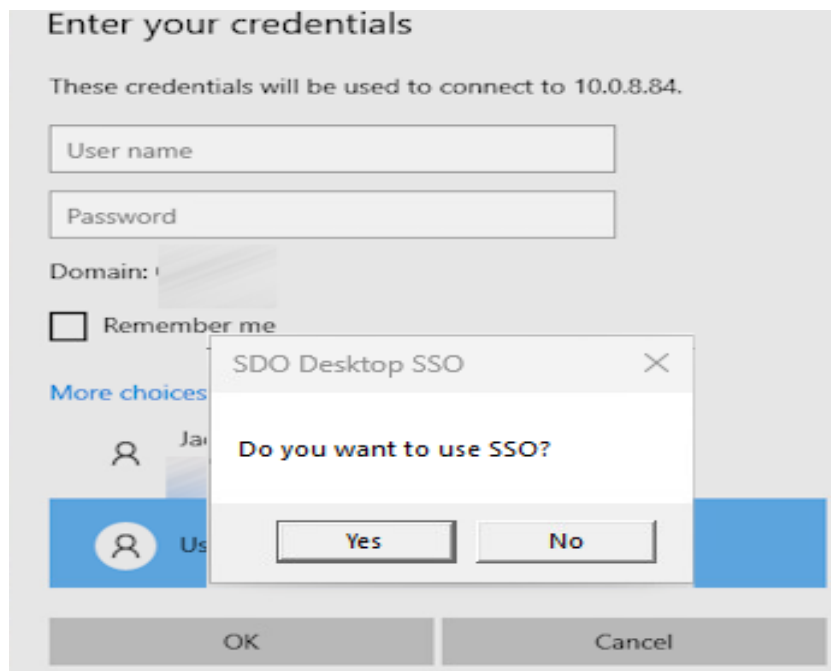 Enter your credentials
These credentials will be used to connect to 10.0.8.84.
User name
Password
Domain:
Remember me
More choices
SDO Desktop SSO
Do you want to use SSO?
Yes
No
OK
Cancel